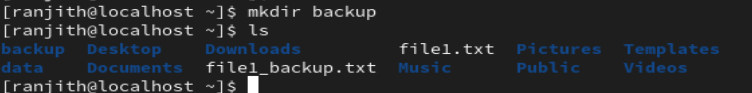 [ranjith@localhost ~]$ mkdir backup
[ranjith@localhost ~]$ ls
backup  Desktop    Downloads         file1.txt  Pictures  Templates
data    Documents  file1_backup.txt  Music      Public    Videos
[ranjith@localhost ~]$